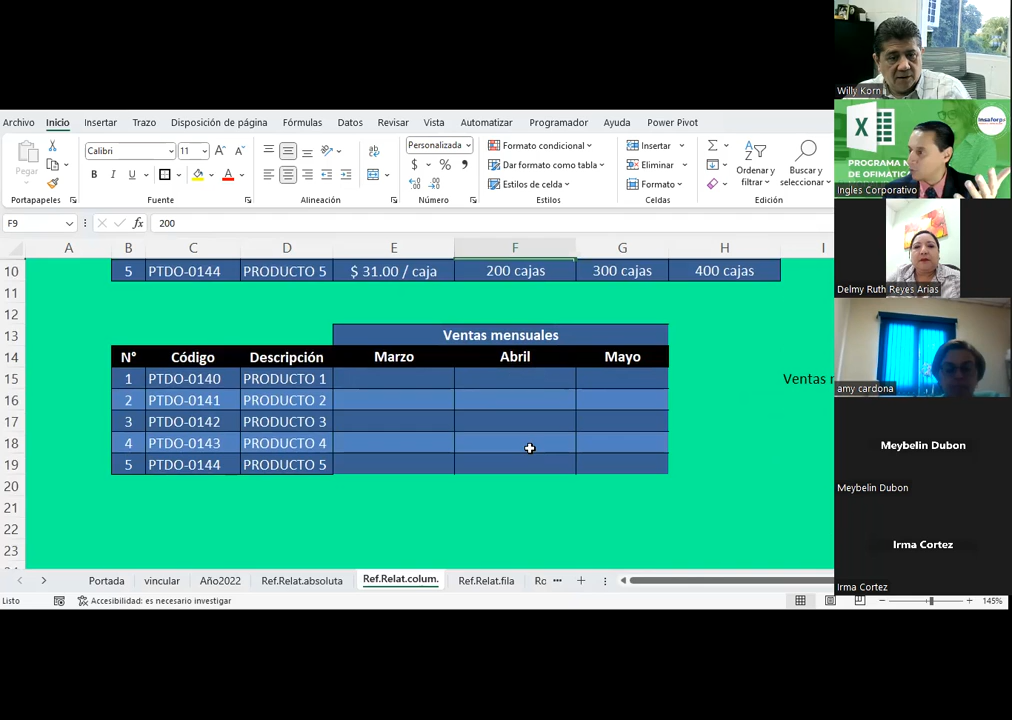 Archivo Inicio Insertar Trazo Disposición de página Fórmulas Datos Revisar Vista Automatizar Programador Ayuda Power Pivot
Pegar
Calibri 11
N K S
ab
Personalizada
$ % ,
Formato condicional
Dar formato como tabla
Estilos de celda
Insertar
Eliminar
Formato
Ordenar y filtrar
Buscar y seleccionar
Portapapeles Fuente Alineación Número Estilos Celdas Edición
F9 fx 200
A B C D E F G H I
10 5 PTDO-0144 PRODUCTO 5 $ 31.00 / caja 200 cajas 300 cajas 400 cajas
11
12
13 Ventas mensuales
14 N° Código Descripción Marzo Abril Mayo
15 1 PTDO-0140 PRODUCTO 1 Ventas
16 2 PTDO-0141 PRODUCTO 2
17 3 PTDO-0142 PRODUCTO 3
18 4 PTDO-0143 PRODUCTO 4
19 5 PTDO-0144 PRODUCTO 5
20
21
22
23
Portada vincular Año2022 Ref.Relat.absoluta Ref.Relat.colum. Ref.Relat.fila
Listo Accesibilidad: es necesario investigar 145%
Willy Korn
Insaforp
PROGRAMA N
DE OFIMÁTIC
Ingles Corporativo
Delmy Ruth Reyes Arias
amy cardona
Meybelin Dubon
Meybelin Dubon
Irma Cortez
Irma Cortez